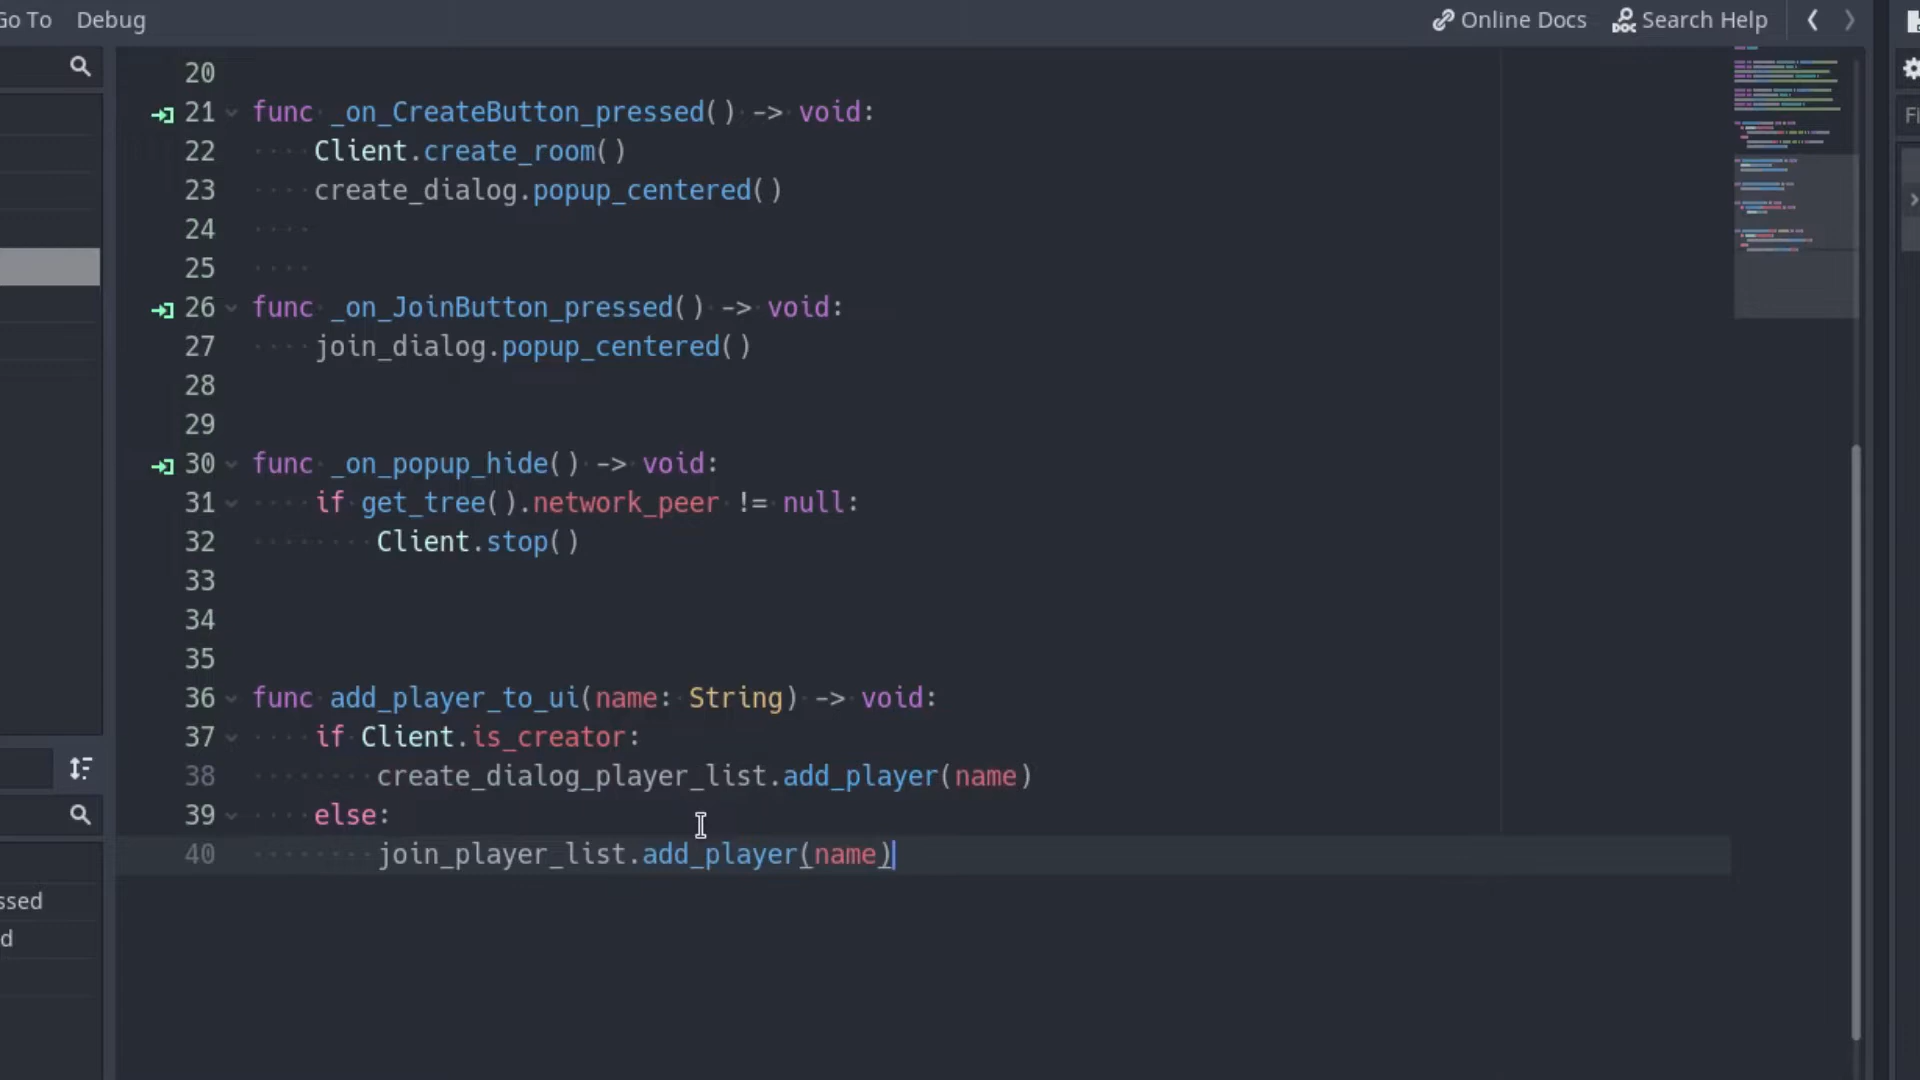 Go To Debug Online Docs Search Help
20
21 func _on_CreateButton_pressed() -> void:
22 Client.create_room()
23 create_dialog.popup_centered()
24
25
26 func _on_JoinButton_pressed() -> void:
27 join_dialog.popup_centered()
28
29
30 func _on_popup_hide() -> void:
31 if get_tree().network_peer != null:
32 Client.stop()
33
34
35
36 func add_player_to_ui(name: String) -> void:
37 if Client.is_creator:
38 create_dialog_player_list.add_player(name)
39 else:
40 join_player_list.add_player(name)
ssed
d
Fi